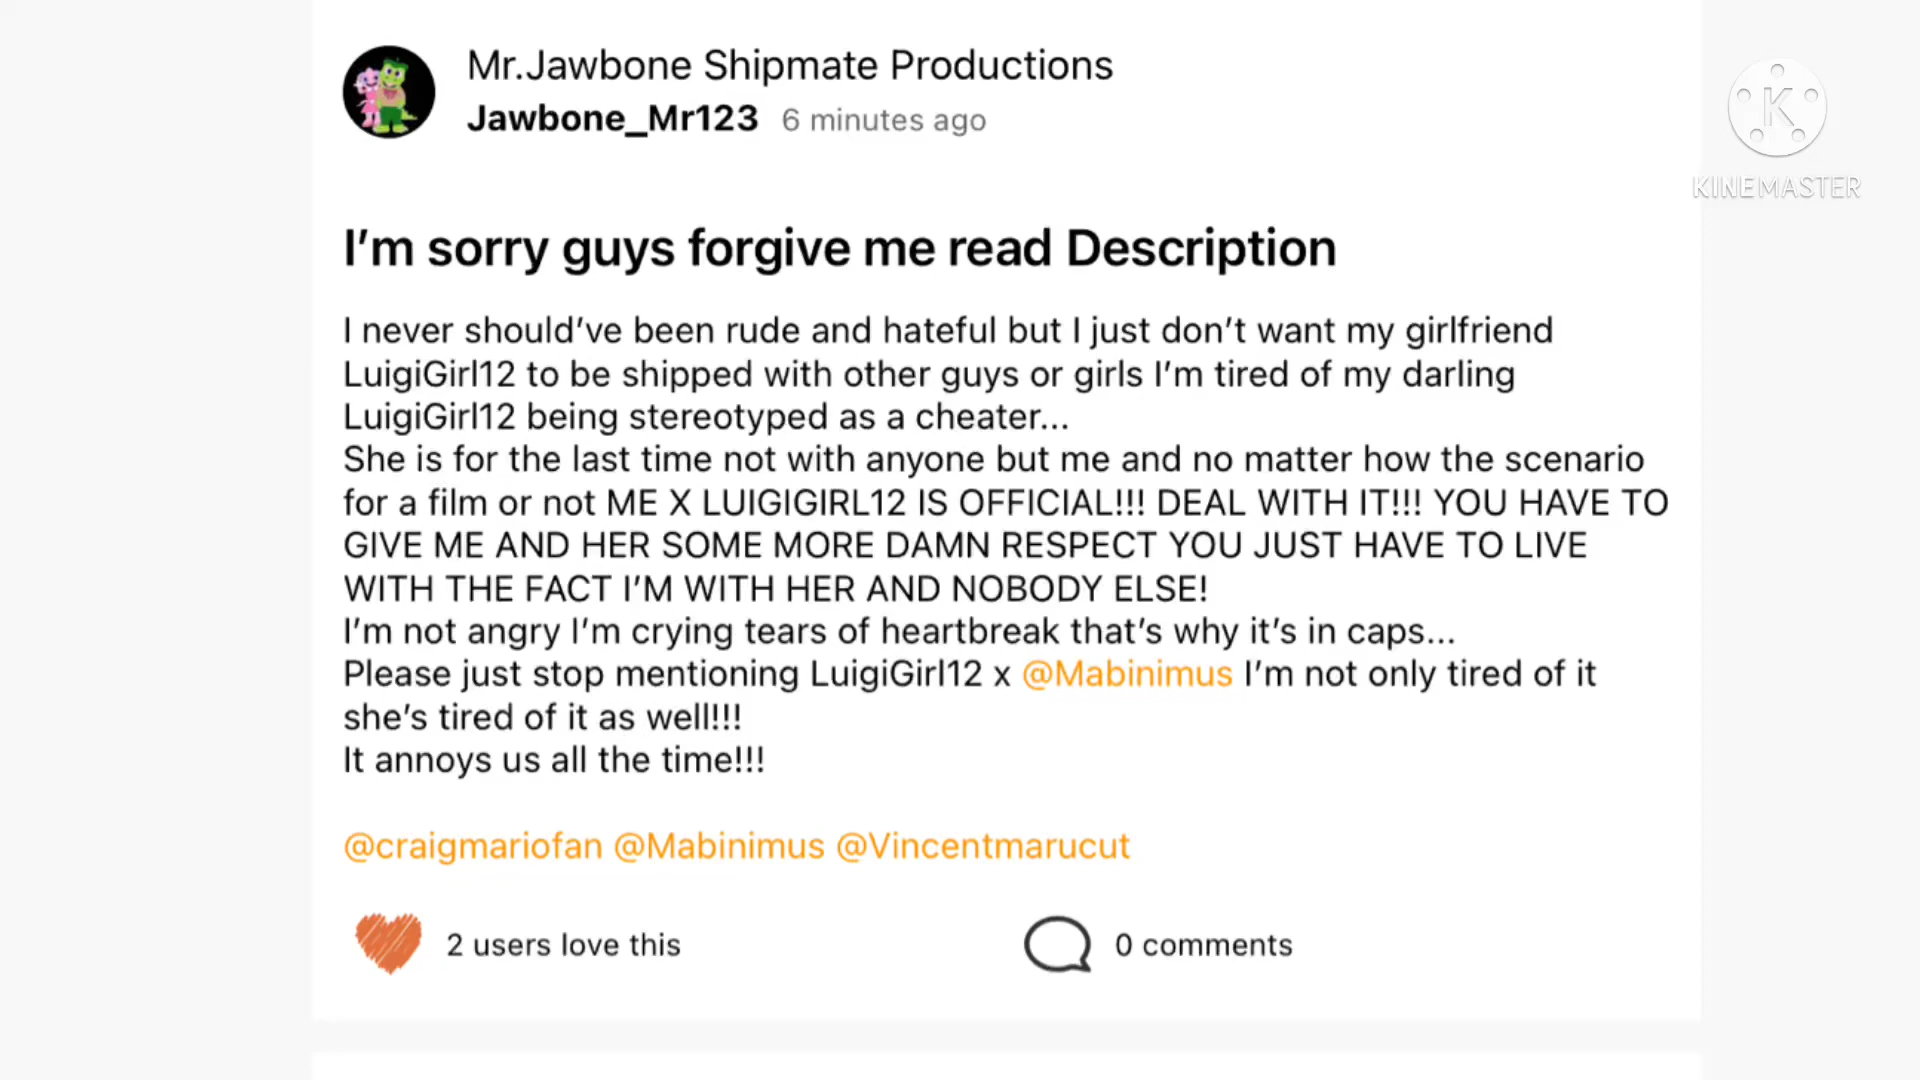 Mr.Jawbone Shipmate Productions
Jawbone_Mr123 6 minutes ago
K
KINEMASTER
I'm sorry guys forgive me read Description
I never should've been rude and hateful but I just don't want my girlfriend
LuigiGirl12 to be shipped with other guys or girls I'm tired of my darling
LuigiGirl12 being stereotyped as a cheater...
She is for the last time not with anyone but me and no matter how the scenario
for a film or not ME X LUIGIGIRL12 IS OFFICIAL!!! DEAL WITH IT!!! YOU HAVE TO
GIVE ME AND HER SOME MORE DAMN RESPECT YOU JUST HAVE TO LIVE
WITH THE FACT I'M WITH HER AND NOBODY ELSE!
I'm not angry I'm crying tears of heartbreak that's why it's in caps...
Please just stop mentioning LuigiGirl12 x @Mabinimus I'm not only tired of it
she's tired of it as well!!!
It annoys us all the time!!!
@craigmariofan @Mabinimus @Vincentmarucut
2 users love this
0 comments